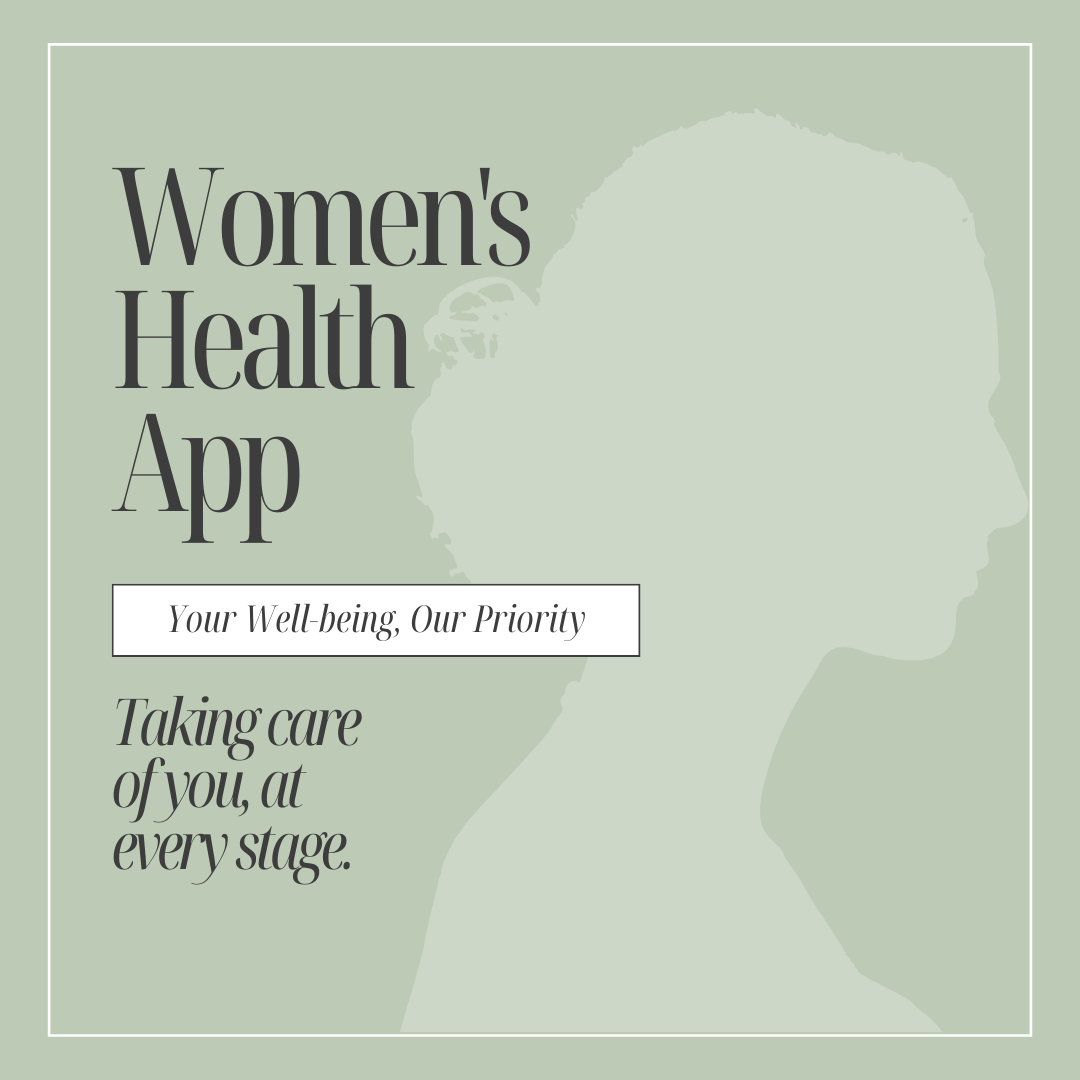 Women's
Health
App
Your Well-being, Our Priority
Taking care
of you, at
every stage.